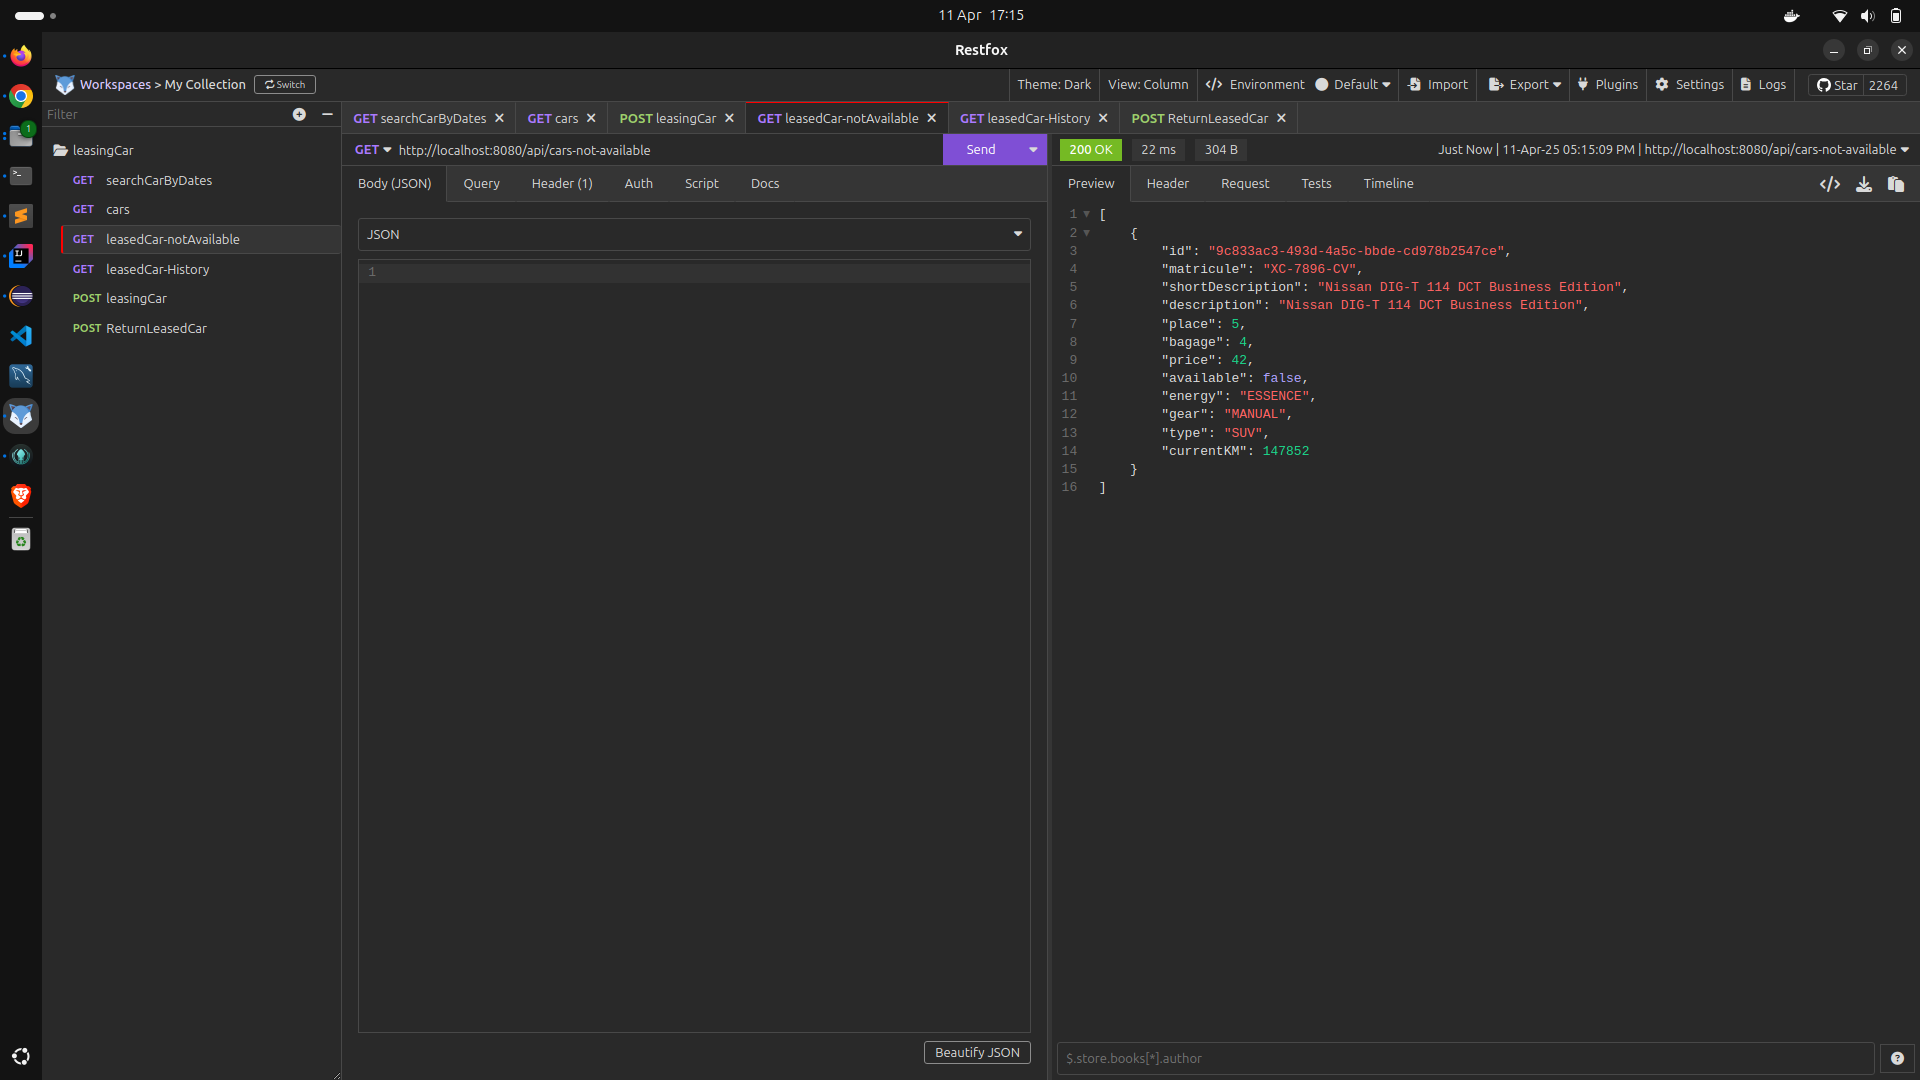 11 Apr 17:15
Restfox
Workspaces > My Collection Switch
Theme: Dark View: Column Environment Default Import Export Plugins Settings Logs Star 2264
Filter
1
GET searchCarByDates GET cars POST leasingCar GET leasedCar-notAvailable GET leasedCar-History POST ReturnLeasedCar
leasingCar
GET searchCarByDates
GET cars
GET leasedCar-notAvailable
GET leasedCar-History
POST leasingCar
POST ReturnLeasedCar
GET http://localhost:8080/api/cars-not-available Send
Body (JSON) Query Header (1) Auth Script Docs
JSON
1
Beautify JSON
200 OK 22 ms 304 B Just Now | 11-Apr-25 05:15:09 PM | http://localhost:8080/api/cars-not-available
Preview Header Request Tests Timeline
1 [
2 {
3 "id": "9c833ac3-493d-4a5c-bbde-cd978b2547ce",
4 "matricule": "XC-7896-CV",
5 "shortDescription": "Nissan DIG-T 114 DCT Business Edition",
6 "description": "Nissan DIG-T 114 DCT Business Edition",
7 "place": 5,
8 "bagage": 4,
9 "price": 42,
10 "available": false,
11 "energy": "ESSENCE",
12 "gear": "MANUAL",
13 "type": "SUV",
14 "currentKM": 147852
15 }
16 ]
$.store.books[*].author